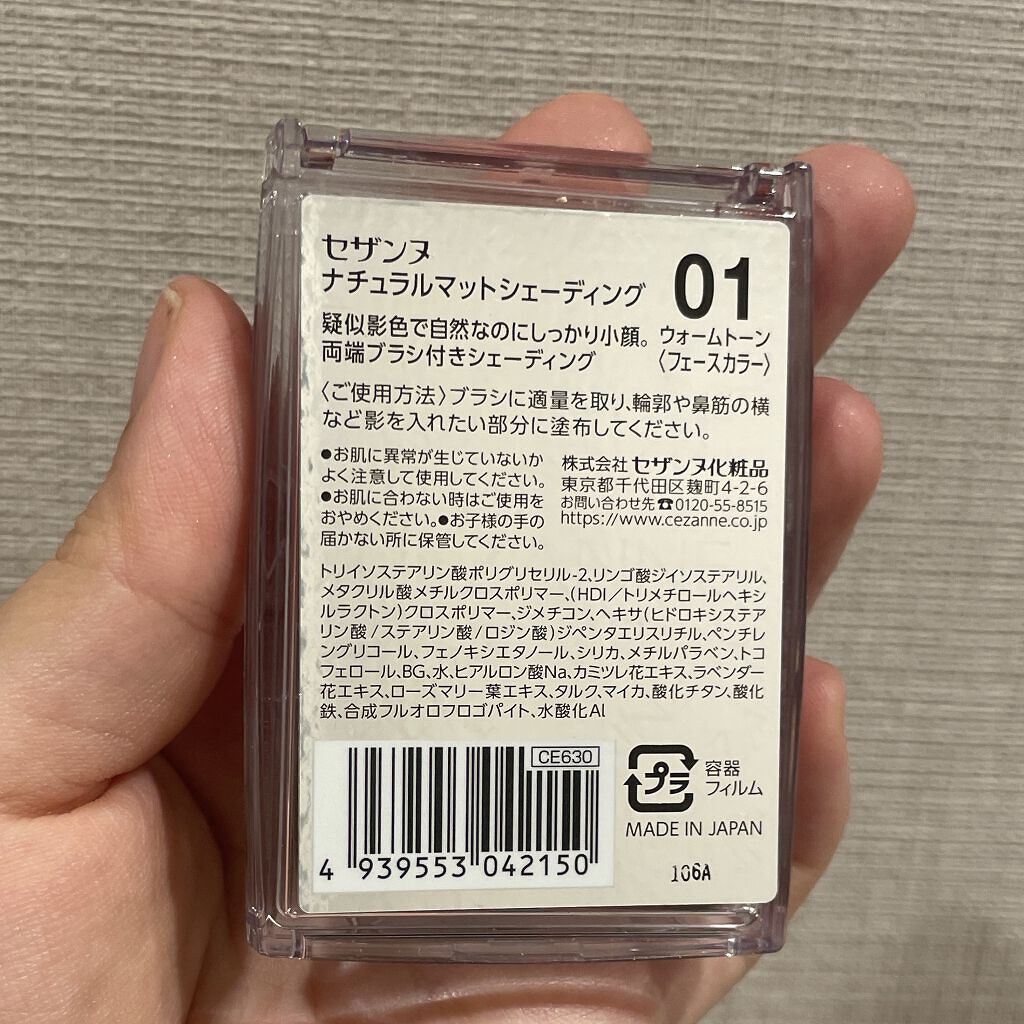 セザンヌ
ナチュラルマットシェーディング
01
疑似影色で自然なのにしっかり小顔。
両端ブラシ付きシェーディング
ウォームトーン
〈フェースカラー〉
〈ご使用方法〉ブラシに適量を取り、輪郭や鼻筋の横
など影を入れたい部分に塗布してください。
●お肌に異常が生じていないか
よく注意して使用してください。
●お肌に合わない時はご使用を
おやめください。●お子様の手の
届かない所に保管してください。
株式会社 セザンヌ化粧品
東京都千代田区麹町4-2-6
お問い合わせ先☎0120-55-8515
https://www.cezanne.co.jp
トリイソステアリン酸ポリグリセリル-2、リンゴ酸ジイソステアリル、
メタクリル酸メチルクロスポリマー、(HDI/トリメチロールヘキシ
ルラクトン)クロスポリマー、ジメチコン、ヘキサ(ヒドロキシステア
リン酸/ステアリン酸/ロジン酸)ジペンタエリスリチル、ペンチレ
ングリコール、フェノキシエタノール、シリカ、メチルパラベン、トコ
フェロール、BG、水、ヒアルロン酸Na、カミツレ花エキス、ラベンダー
花エキス、ローズマリー葉エキス、タルク、マイカ、酸化チタン、酸化
鉄、合成フルオロフロゴパイト、水酸化Al
CE630
4 939553 042150
プラ
容器
フィルム
MADE IN JAPAN
106A